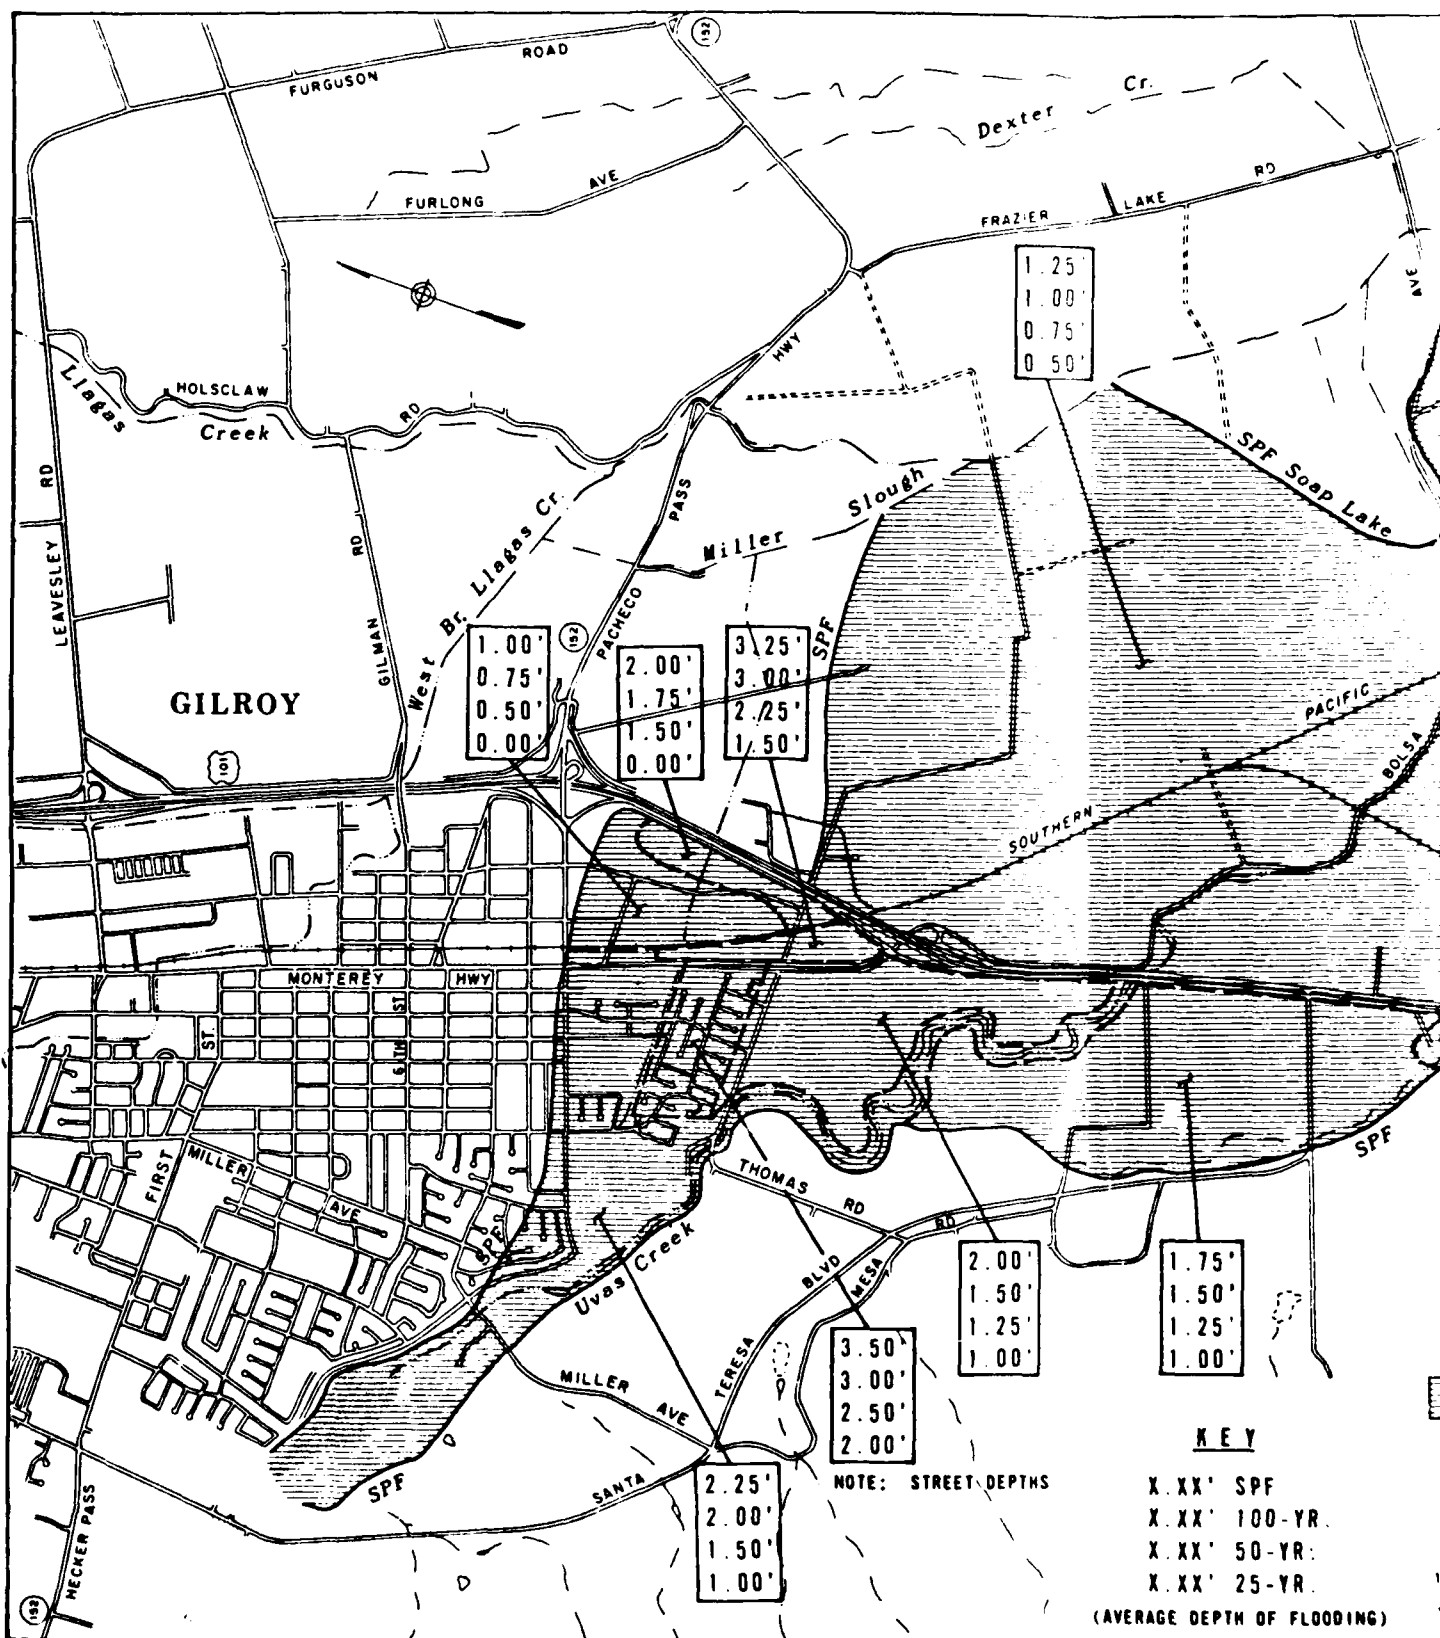 152
FURGUSON ROAD
Dexter Cr.
FURLONG AVE
FRAZIER LAKE RD
AVE
1.25'
1.00'
0.75'
0 50'
HWY
Llagas Creek
HOLSCLAW RD
SPF Soap Lake
LEAVESLEY RD
GILMAN RD
West Br. Llagas Cr.
PACHECO PASS
Miller Slough
152
SPF
1.00'
0.75'
0.50'
0.00'
2.00'
1.75'
1.50'
0.00'
3.25'
3.00'
2.25'
1.50'
GILROY
101
SOUTHERN PACIFIC
BOLSA
MONTEREY HWY
ST
6TH ST
FIRST
MILLER AVE
SPF
Uvas Creek
THOMAS RD
RD
SPF
TERESA BLVD
MESA
2.00'
1.50'
1.25'
1.00'
1.75'
1.50'
1.25'
1.00'
3.50'
3.00'
2.50'
2.00'
NOTE: STREET DEPTHS
MILLER AVE
SPF
SANTA
2.25'
2.00'
1.50'
1.00'
HECKER PASS
152
KEY
X.XX' SPF
X.XX' 100-YR.
X.XX' 50-YR:
X.XX' 25-YR.
(AVERAGE DEPTH OF FLOODING)